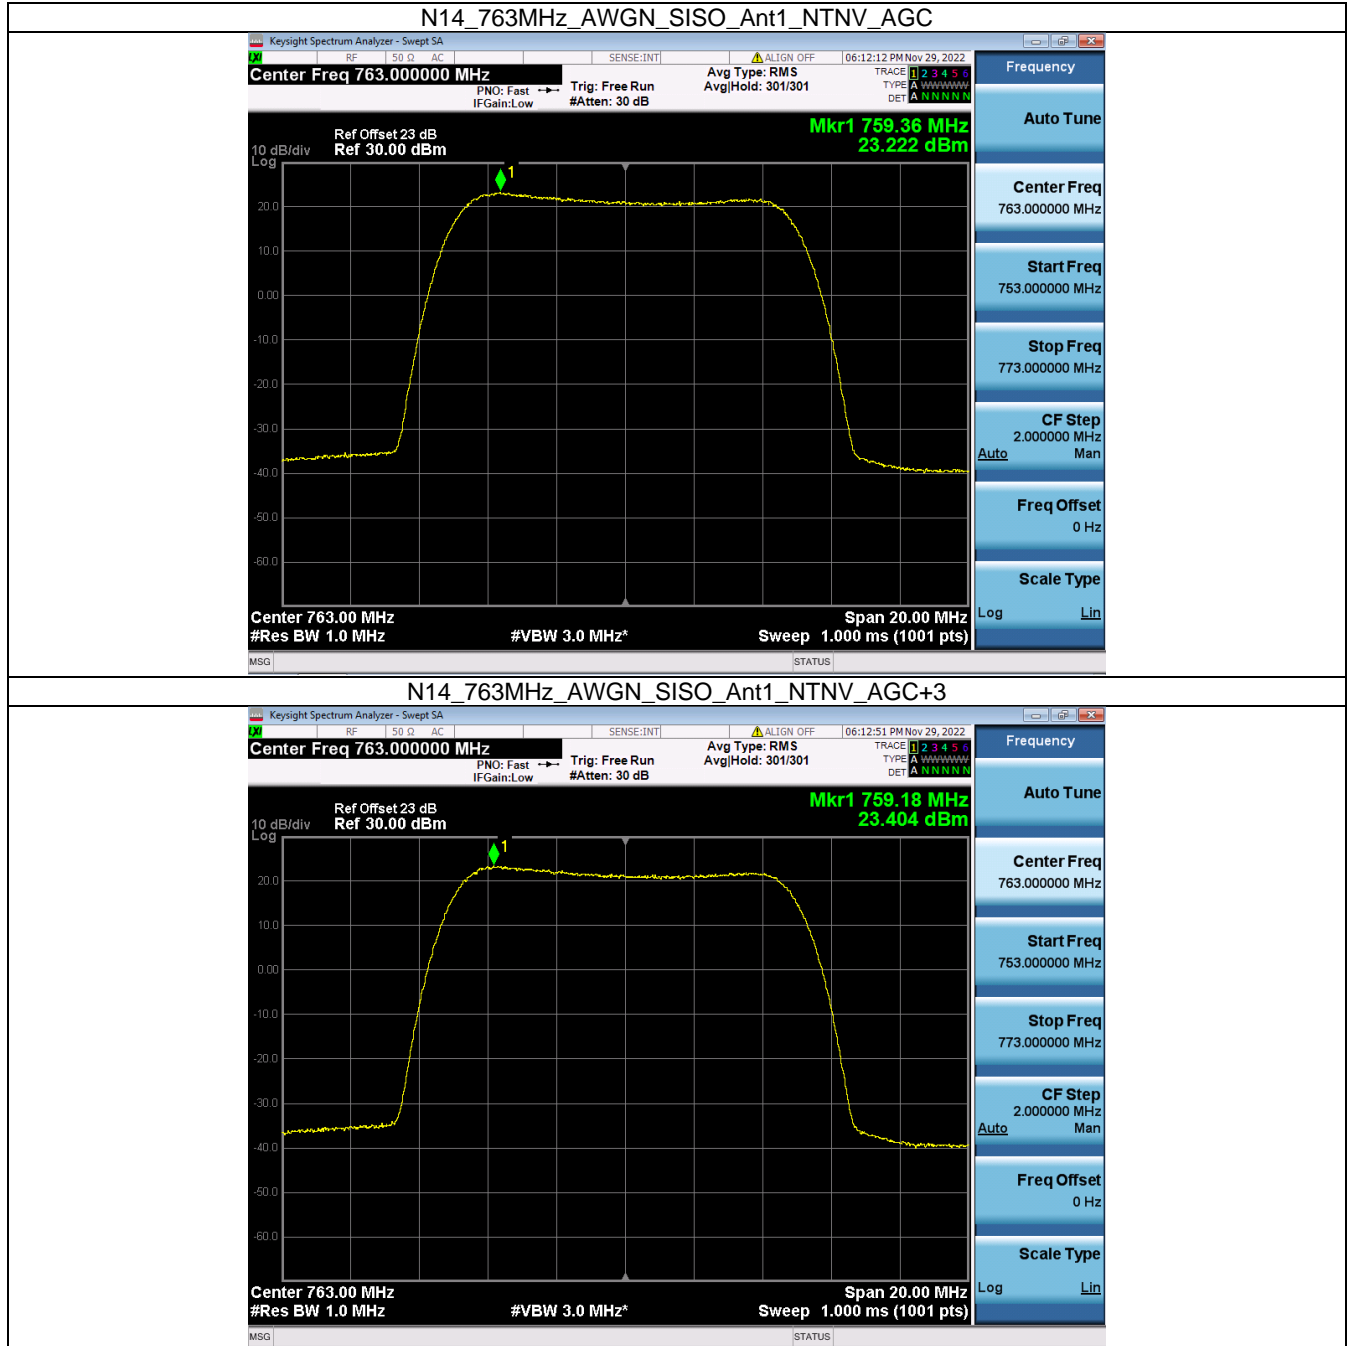 N14_763MHz_AWGN_SISO_Ant1_NTNV_AGC
Keysight Spectrum Analyzer - Swept SA
LXI RF 50 Ω AC SENSE:INT ALIGN OFF 06:12:12 PM Nov 29, 2022
Center Freq 763.000000 MHz
PNO: Fast
IFGain:Low
Trig: Free Run
#Atten: 30 dB
Avg Type: RMS
Avg|Hold: 301/301
TRACE 1 2 3 4 5 6
TYPE A WWWWW
DET A N N N N N
Mkr1 759.36 MHz
23.222 dBm
Ref Offset 23 dB
10 dB/div Ref 30.00 dBm
Log
1
20.0
10.0
0.00
-10.0
-20.0
-30.0
-40.0
-50.0
-60.0
Center 763.00 MHz Span 20.00 MHz
#Res BW 1.0 MHz #VBW 3.0 MHz* Sweep 1.000 ms (1001 pts)
MSG STATUS
Frequency
Auto Tune
Center Freq
763.000000 MHz
Start Freq
753.000000 MHz
Stop Freq
773.000000 MHz
CF Step
2.000000 MHz
Auto Man
Freq Offset
0 Hz
Scale Type
Log Lin
N14_763MHz_AWGN_SISO_Ant1_NTNV_AGC+3
Keysight Spectrum Analyzer - Swept SA
LXI RF 50 Ω AC SENSE:INT ALIGN OFF 06:12:51 PM Nov 29, 2022
Center Freq 763.000000 MHz
PNO: Fast
IFGain:Low
Trig: Free Run
#Atten: 30 dB
Avg Type: RMS
Avg|Hold: 301/301
TRACE 1 2 3 4 5 6
TYPE A WWWWW
DET A N N N N N
Mkr1 759.18 MHz
23.404 dBm
Ref Offset 23 dB
10 dB/div Ref 30.00 dBm
Log
1
20.0
10.0
0.00
-10.0
-20.0
-30.0
-40.0
-50.0
-60.0
Center 763.00 MHz Span 20.00 MHz
#Res BW 1.0 MHz #VBW 3.0 MHz* Sweep 1.000 ms (1001 pts)
MSG STATUS
Frequency
Auto Tune
Center Freq
763.000000 MHz
Start Freq
753.000000 MHz
Stop Freq
773.000000 MHz
CF Step
2.000000 MHz
Auto Man
Freq Offset
0 Hz
Scale Type
Log Lin